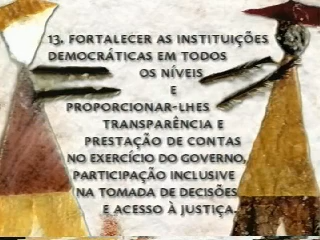 13. FORTALECER AS INSTITUIÇÕES
DEMOCRÁTICAS EM TODOS
OS NÍVEIS
E
PROPORCIONAR-LHES
TRANSPARÊNCIA E
PRESTAÇÃO DE CONTAS
NO EXERCÍCIO DO GOVERNO,
PARTICIPAÇÃO INCLUSIVE
NA TOMADA DE DECISÕES
E ACESSO À JUSTIÇA.